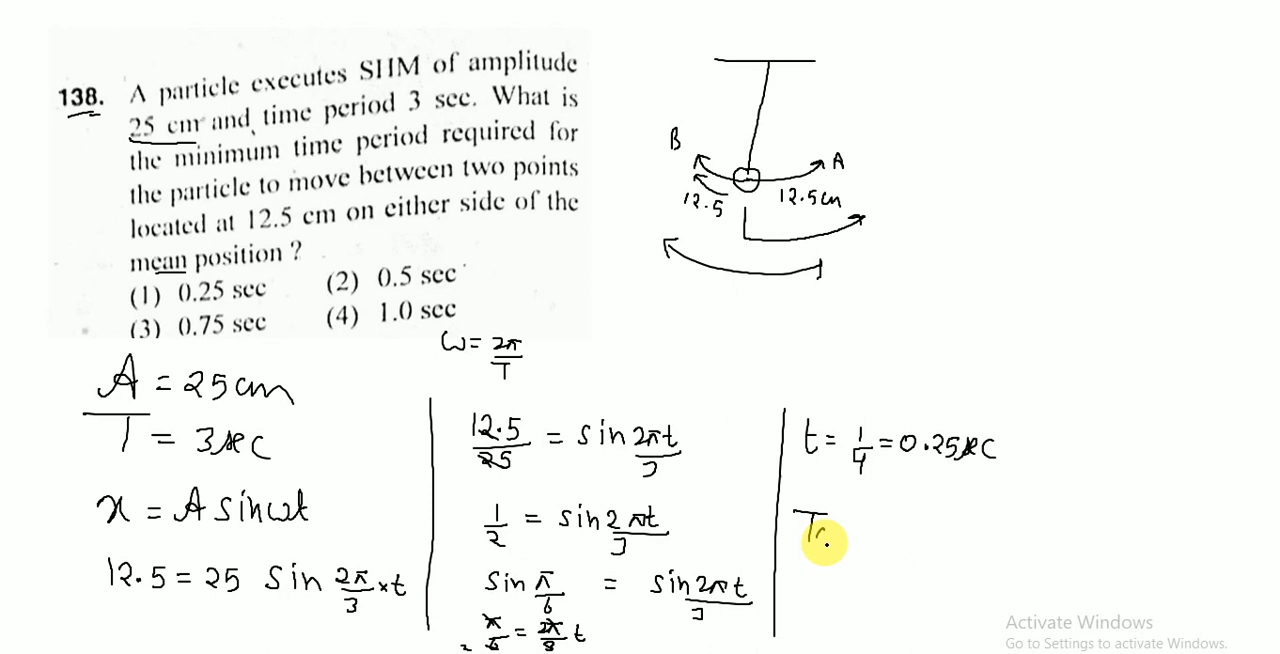 138. A particle executes SHM of amplitude
25 cm and time period 3 sec. What is
the minimum time period required for
the particle to move between two points
located at 12.5 cm on either side of the
mean position ?
(1) 0.25 sec (2) 0.5 sec
(3) 0.75 sec (4) 1.0 sec
B
A
12.5
12.5cm
ω = 2π/T
A = 25cm
T = 3sec
x = A sinωt
12.5 = 25 sin 2π/3 × t
12.5/25 = sin 2πt/3
1/2 = sin 2πt/3
sin π/6 = sin 2πt/3
π/6 = 2π/3 t
t = 1/4 = 0.25sec
Activate Windows
Go to Settings to activate Windows.